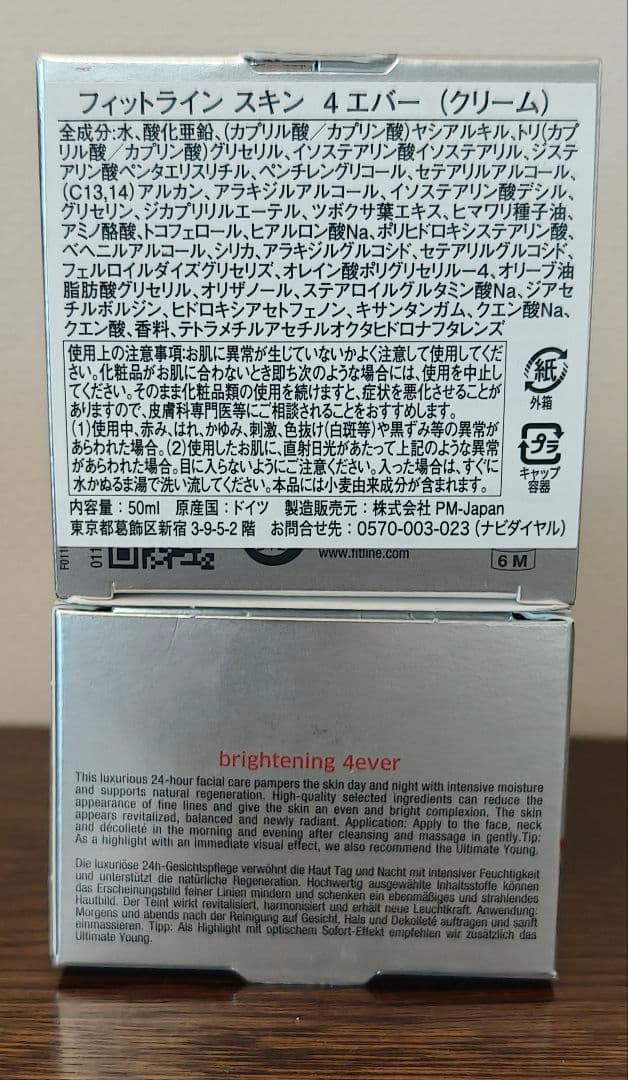 フィットライン スキン 4エバー (クリーム)
全成分:水、酸化亜鉛、(カプリル酸/カプリン酸)ヤシアルキル、トリ(カプ
リル酸/カプリン酸)グリセリル、イソステアリン酸イソステアリル、ジステ
アリン酸ペンタエリスリチル、ペンチレングリコール、セテアリルアルコール、
(C13,14)アルカン、アラキジルアルコール、イソステアリン酸デシル、
グリセリン、ジカプリリルエーテル、ツボクサ葉エキス、ヒマワリ種子油、
アミノ酪酸、トコフェロール、ヒアルロン酸Na、ポリヒドロキシステアリン酸、
ベヘニルアルコール、シリカ、アラキジルグルコシド、セテアリルグルコシド、
フェルロイルダイズグリセリズ、オレイン酸ポリグリセリル-4、オリーブ油
脂肪酸グリセリル、オリザノール、ステアロイルグルタミン酸Na、ジアセ
チルボルジン、ヒドロキシアセトフェノン、キサンタンガム、クエン酸Na、
クエン酸、香料、テトラメチルアセチルオクタヒドロナフタレンズ
使用上の注意事項:お肌に異常が生じていないかよく注意して使用してくだ
さい。化粧品がお肌に合わないとき即ち次のような場合には、使用を中止し
てください。そのまま化粧品類の使用を続けますと、症状を悪化させることが
ありますので、皮膚科専門医等にご相談されることをおすすめします。
(1)使用中、赤み、はれ、かゆみ、刺激、色抜け(白斑等)や黒ずみ等の異常が
あらわれた場合。(2)使用したお肌に、直射日光があたって上記のような異常
があらわれた場合。目に入らないようにご注意ください。入った場合は、すぐに
水かぬるま湯で洗い流してください。本品には小麦由来成分が含まれます。
紙
外箱
プラ
キャップ
容器
内容量:50ml 原産国:ドイツ 製造販売元:株式会社 PM-Japan
東京都葛飾区新宿 3-9-5-2 階 お問合せ先:0570-003-023 (ナビダイヤル)
www.fitline.com
6 M
brightening 4ever
This luxurious 24-hour facial care pampers the skin day and night with intensive moisture
and supports natural regeneration. High-quality selected ingredients can reduce the
appearance of fine lines and give the skin an even and bright complexion. The skin
appears revitalized, balanced and newly radiant. Application: Apply to the face, neck
and décolleté in the morning and evening after cleansing and massage in gently.Tip:
As a highlight with an immediate visual effect, we also recommend the Ultimate Young.
Die luxuriöse 24h-Gesichtspflege verwöhnt die Haut Tag und Nacht mit intensiver Feuchtigkeit
und unterstützt die natürliche Regeneration. Hochwertig ausgewählte Inhaltsstoffe können
das Erscheinungsbild feiner Linien mindern und schenken ein ebenmäßiges und strahlendes
Hautbild. Der Teint wirkt revitalisiert, harmonisiert und erhält neue Leuchtkraft. Anwendung:
Morgens und abends nach der Reinigung auf Gesicht, Hals und Dekolleté auftragen und sanft
einmassieren. Tipp: Als Highlight mit optischem Sofort-Effekt empfehlen wir zusätzlich das
Ultimate Young.